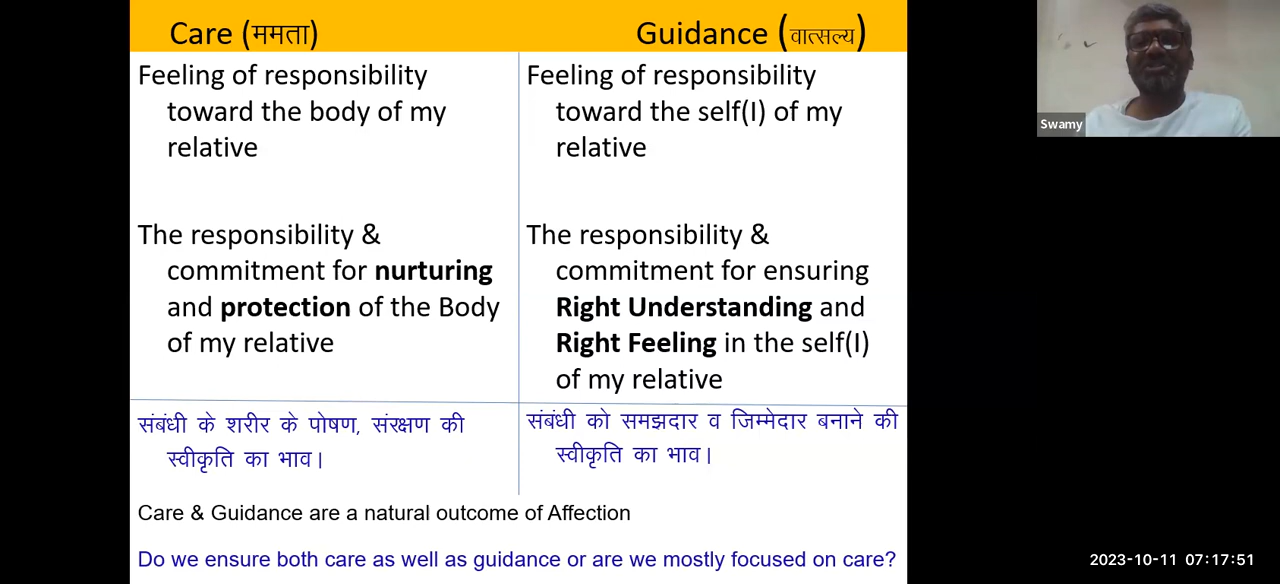 Care (ममता)
Guidance (वात्सल्य)
Feeling of responsibility
toward the body of my
relative
The responsibility &
commitment for nurturing
and protection of the Body
of my relative
संबंधी के शरीर के पोषण, संरक्षण की
स्वीकृति का भाव।
Feeling of responsibility
toward the self(I) of my
relative
The responsibility &
commitment for ensuring
Right Understanding and
Right Feeling in the self(I)
of my relative
संबंधी को समझदार व जिम्मेदार बनाने की
स्वीकृति का भाव।
Care & Guidance are a natural outcome of Affection
Do we ensure both care as well as guidance or are we mostly focused on care?
Swamy
2023-10-11 07:17:51